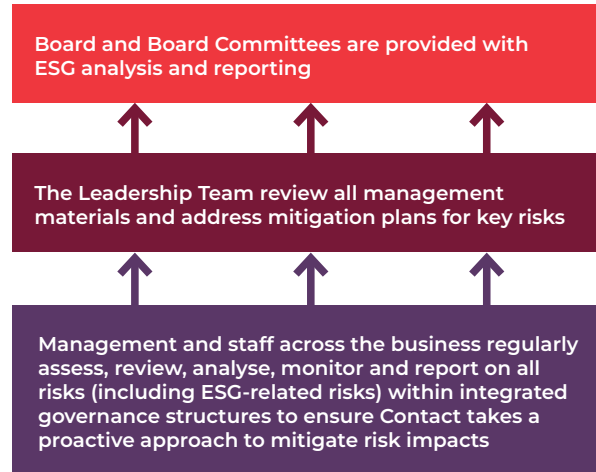 Board and Board Committees are provided with
ESG analysis and reporting
The Leadership Team review all management
materials and address mitigation plans for key risks
Management and staff across the business regularly
assess, review, analyse, monitor and report on all
risks (including ESG-related risks) within integrated
governance structures to ensure Contact takes a
proactive approach to mitigate risk impacts